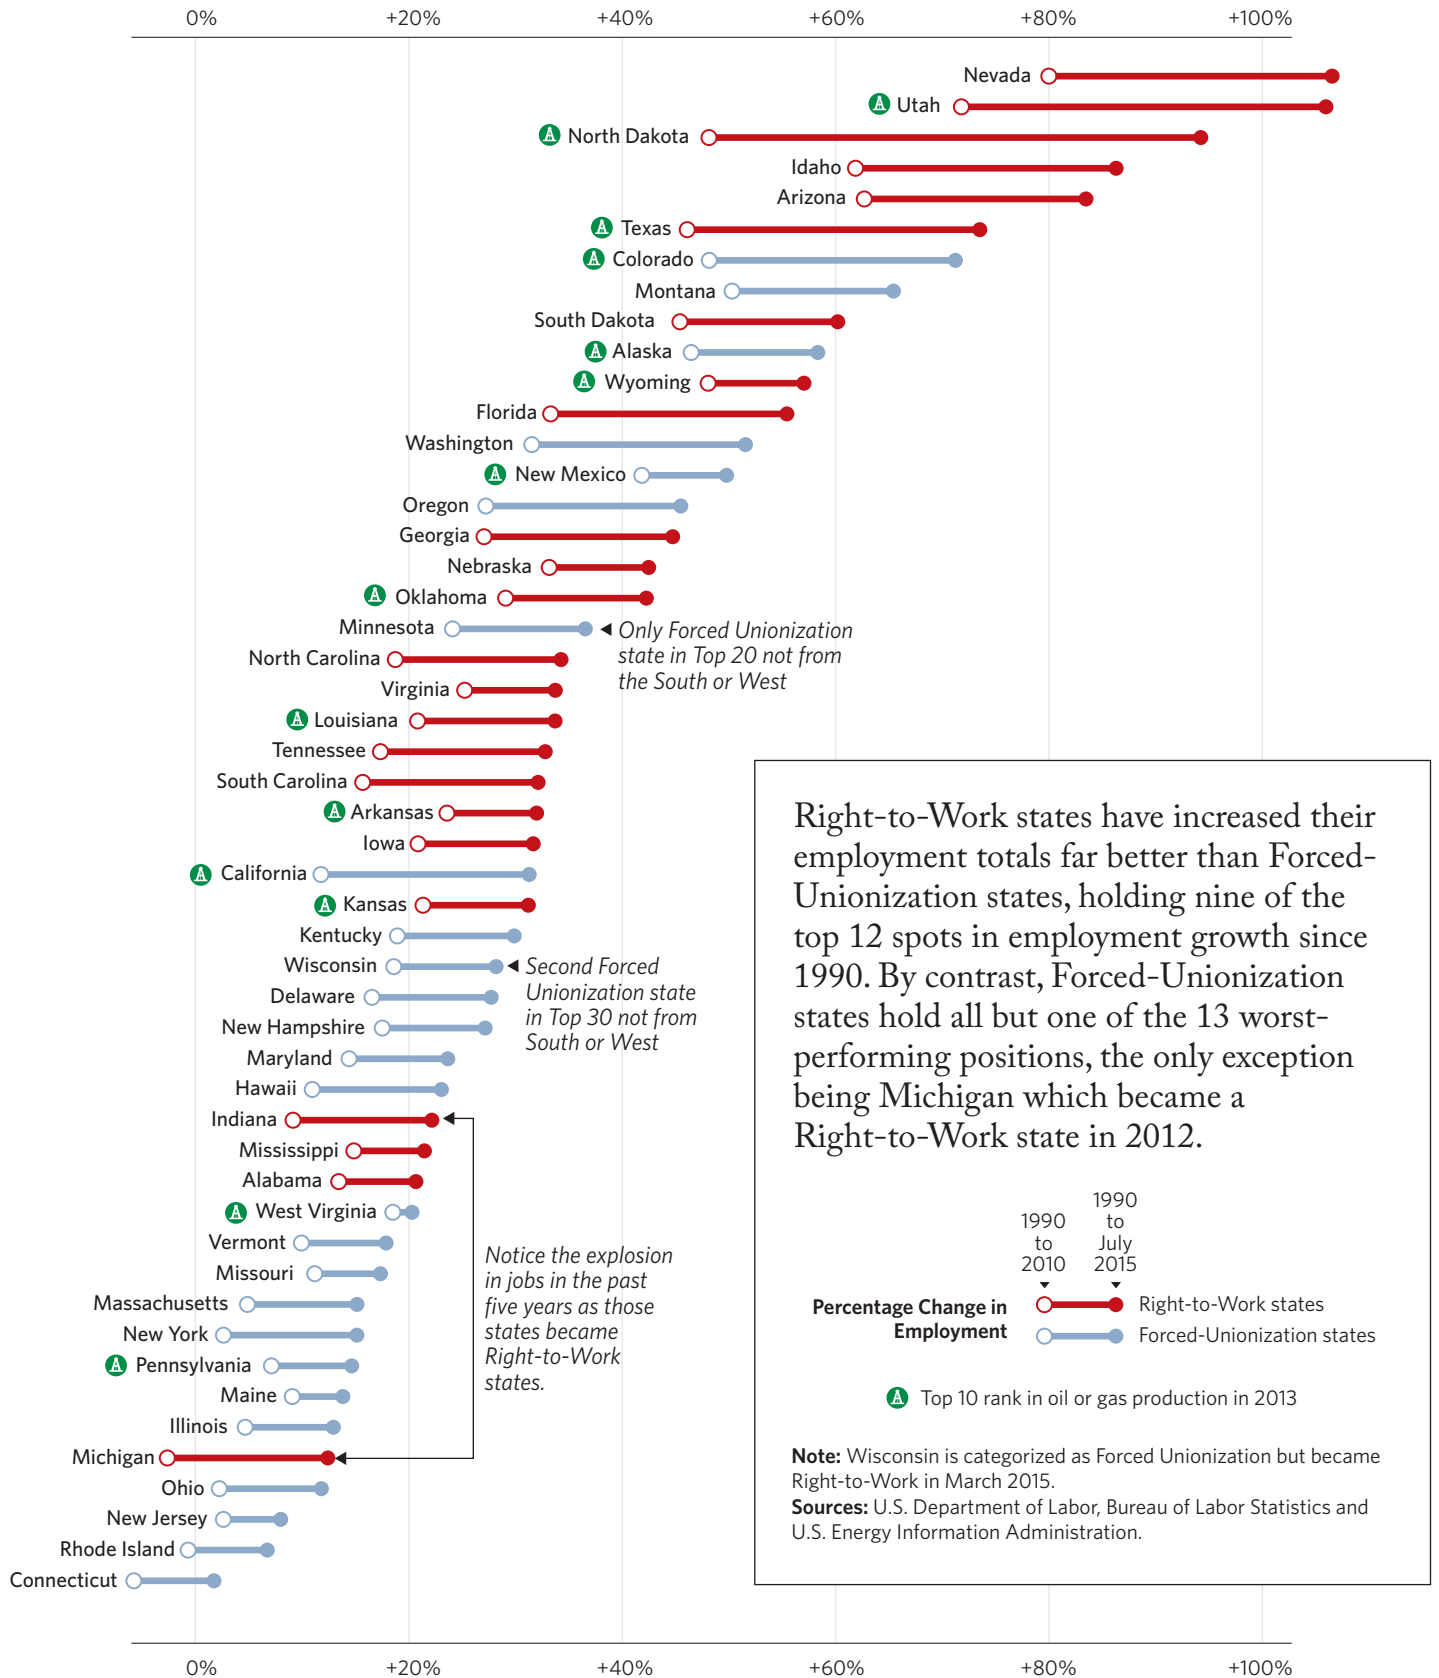 0% +20% +40% +60% +80% +100%
Nevada
Utah
North Dakota
Idaho
Arizona
Texas
Colorado
Montana
South Dakota
Alaska
Wyoming
Florida
Washington
New Mexico
Oregon
Georgia
Nebraska
Oklahoma
Minnesota
Only Forced Unionization
state in Top 20 not from
the South or West
North Carolina
Virginia
Louisiana
Tennessee
South Carolina
Arkansas
Iowa
California
Kansas
Kentucky
Wisconsin
Second Forced
Unionization state
in Top 30 not from
South or West
Delaware
New Hampshire
Maryland
Hawaii
Indiana
Mississippi
Alabama
West Virginia
Vermont
Missouri
Massachusetts
New York
Pennsylvania
Maine
Illinois
Michigan
Ohio
New Jersey
Rhode Island
Connecticut
Notice the explosion
in jobs in the past
five years as those
states became
Right-to-Work
states.
Right-to-Work states have increased their
employment totals far better than Forced-
Unionization states, holding nine of the
top 12 spots in employment growth since
1990. By contrast, Forced-Unionization
states hold all but one of the 13 worst-
performing positions, the only exception
being Michigan which became a
Right-to-Work state in 2012.
1990
to
2010
1990
to
July
2015
Percentage Change in
Employment
Right-to-Work states
Forced-Unionization states
Top 10 rank in oil or gas production in 2013
Note: Wisconsin is categorized as Forced Unionization but became
Right-to-Work in March 2015.
Sources: U.S. Department of Labor, Bureau of Labor Statistics and
U.S. Energy Information Administration.
0% +20% +40% +60% +80% +100%